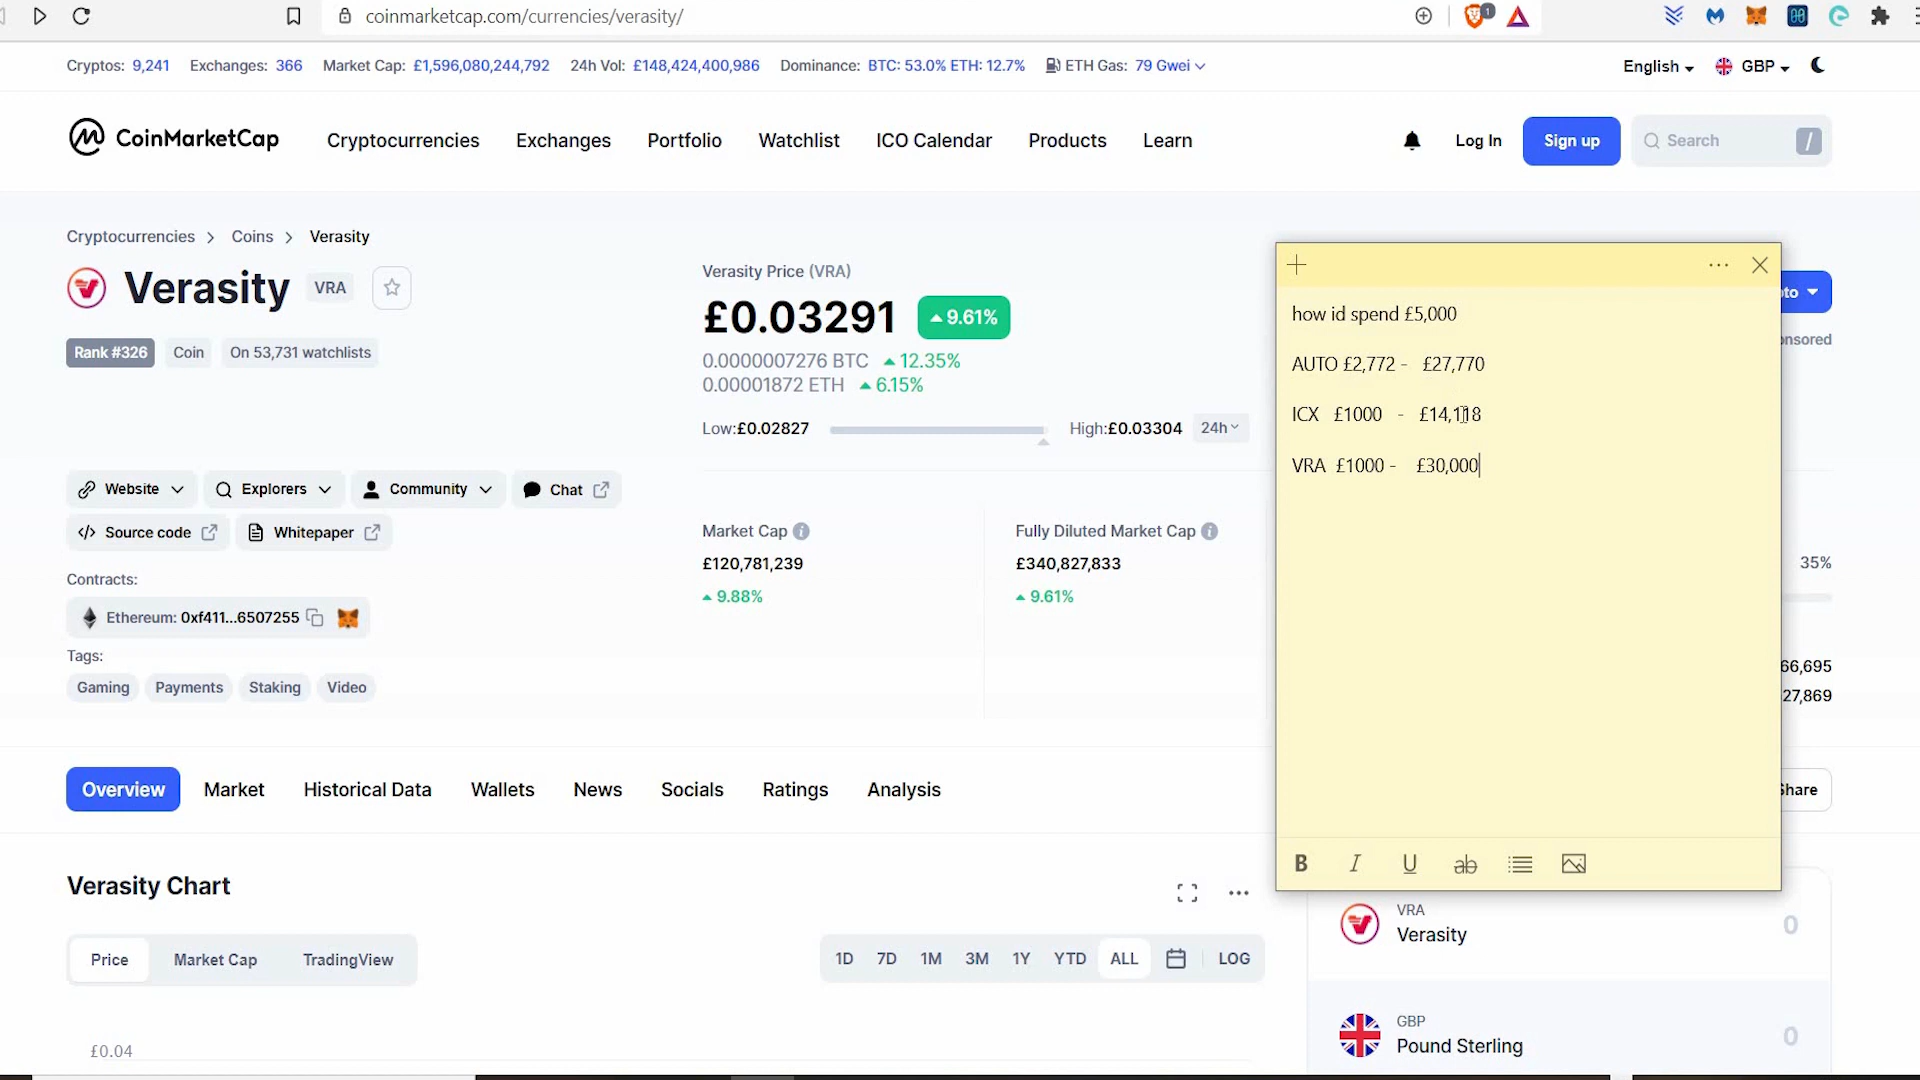 coinmarketcap.com/currencies/verasity/
1
Cryptos: 9,241 Exchanges: 366 Market Cap: £1,596,080,244,792 24h Vol: £148,424,400,986 Dominance: BTC: 53.0% ETH: 12.7% ETH Gas: 79 Gwei
English GBP
CoinMarketCap Cryptocurrencies Exchanges Portfolio Watchlist ICO Calendar Products Learn Log In Sign up Search /
Cryptocurrencies > Coins > Verasity
Verasity VRA
Rank #326 Coin On 53,731 watchlists
Website Explorers Community Chat
Source code Whitepaper
Contracts:
Ethereum: 0xf411...6507255
Tags:
Gaming Payments Staking Video
Verasity Price (VRA)
£0.03291 9.61%
0.0000007276 BTC 12.35%
0.00001872 ETH 6.15%
Low:£0.02827 High:£0.03304 24h
Market Cap
£120,781,239
9.88%
Fully Diluted Market Cap
£340,827,833
9.61%
how id spend £5,000
AUTO £2,772 - £27,770
ICX £1000 - £14,118
VRA £1000 - £30,000
B I U ab
to
nsored
35%
66,695
27,869
Overview Market Historical Data Wallets News Socials Ratings Analysis
Share
Verasity Chart
Price Market Cap TradingView
1D 7D 1M 3M 1Y YTD ALL LOG
£0.04
VRA
Verasity 0
GBP
Pound Sterling 0